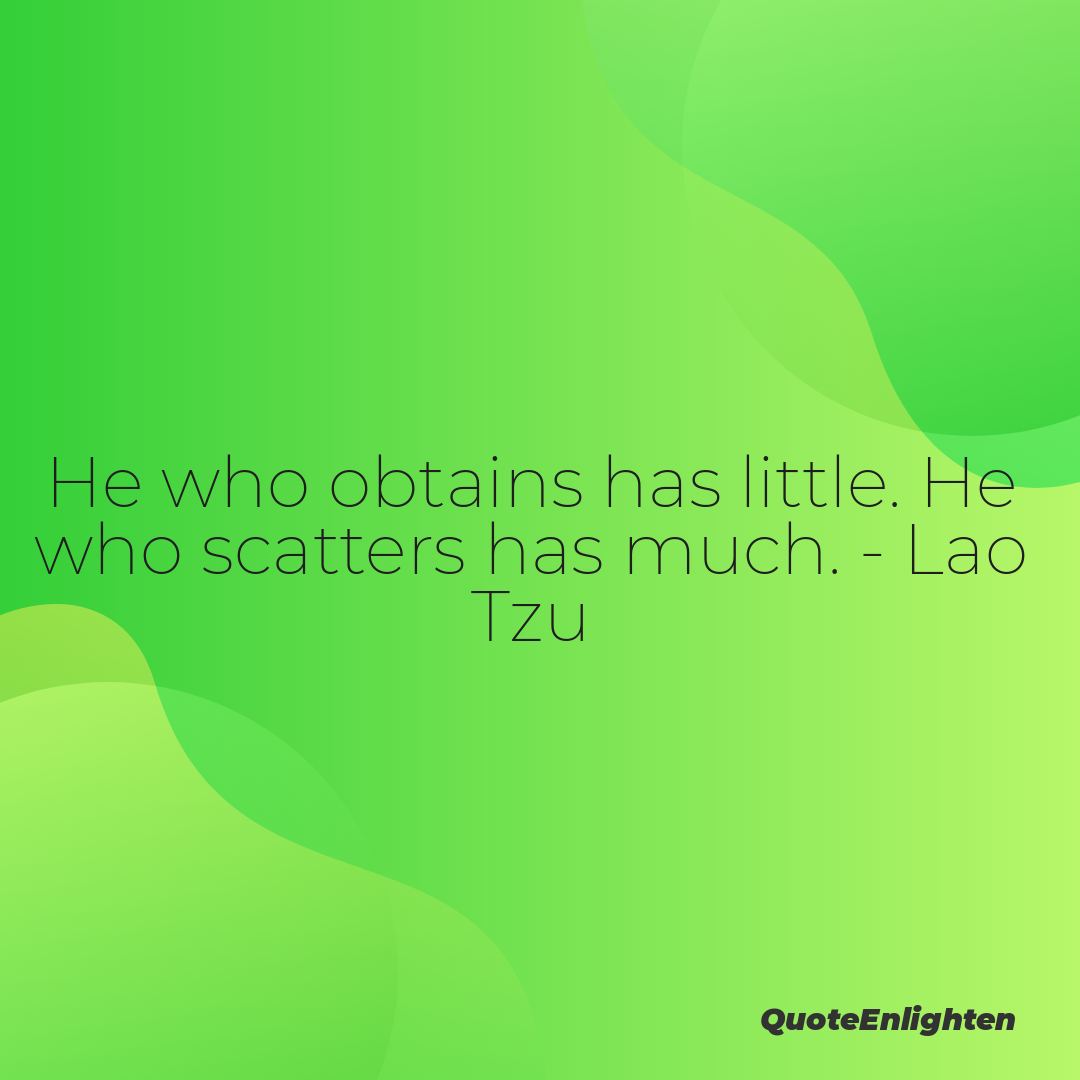 He who obtains has little. He
who scatters has much. - Lao
Tzu
QuoteEnlighten